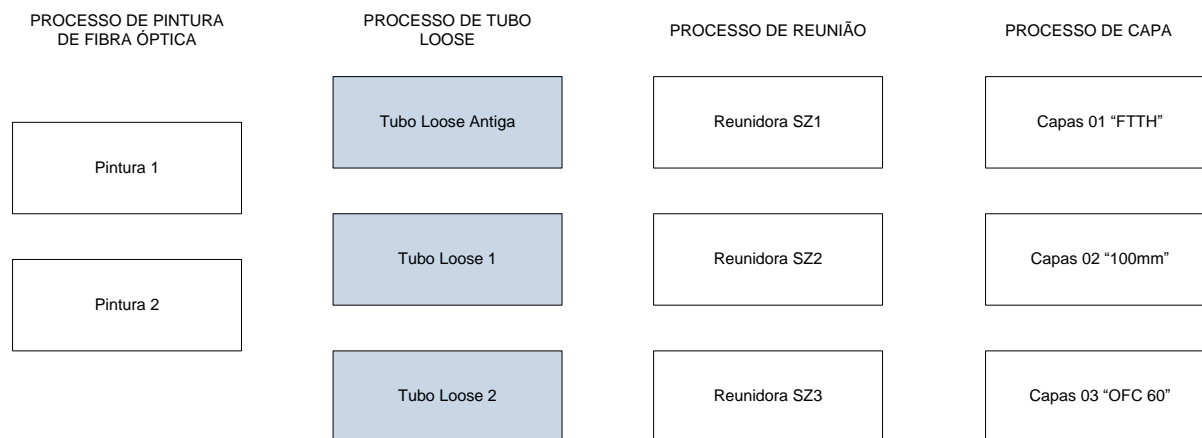 PROCESSO DE PINTURA
DE FIBRA ÓPTICA
PROCESSO DE TUBO
LOOSE
PROCESSO DE REUNIÃO
PROCESSO DE CAPA
Pintura 1
Pintura 2
Tubo Loose Antiga
Tubo Loose 1
Tubo Loose 2
Reunidora SZ1
Reunidora SZ2
Reunidora SZ3
Capas 01 “FTTH”
Capas 02 “100mm”
Capas 03 “OFC 60”